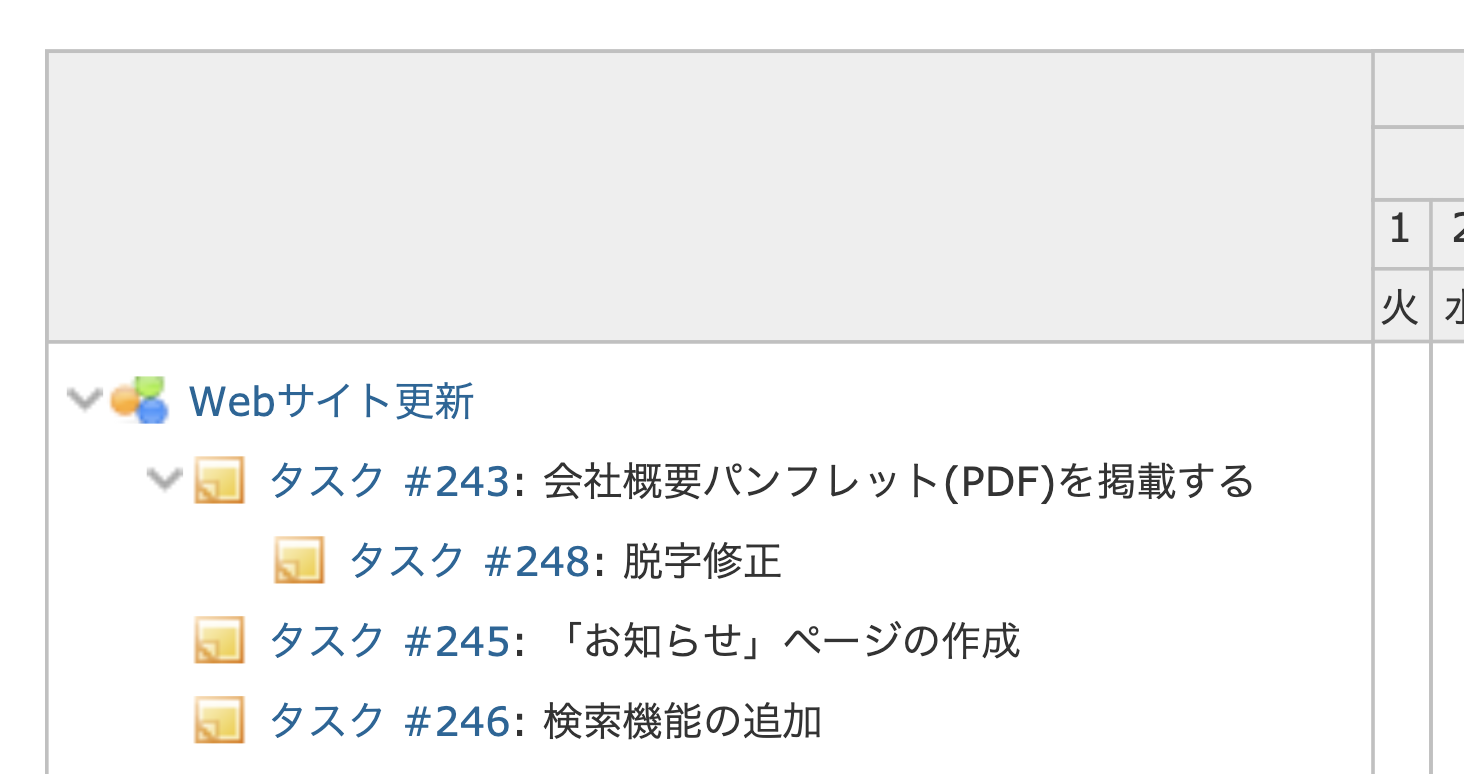 1 2
火 水
Webサイト更新
タスク #243: 会社概要パンフレット(PDF)を掲載する
タスク #248: 脱字修正
タスク #245: 「お知らせ」ページの作成
タスク #246: 検索機能の追加